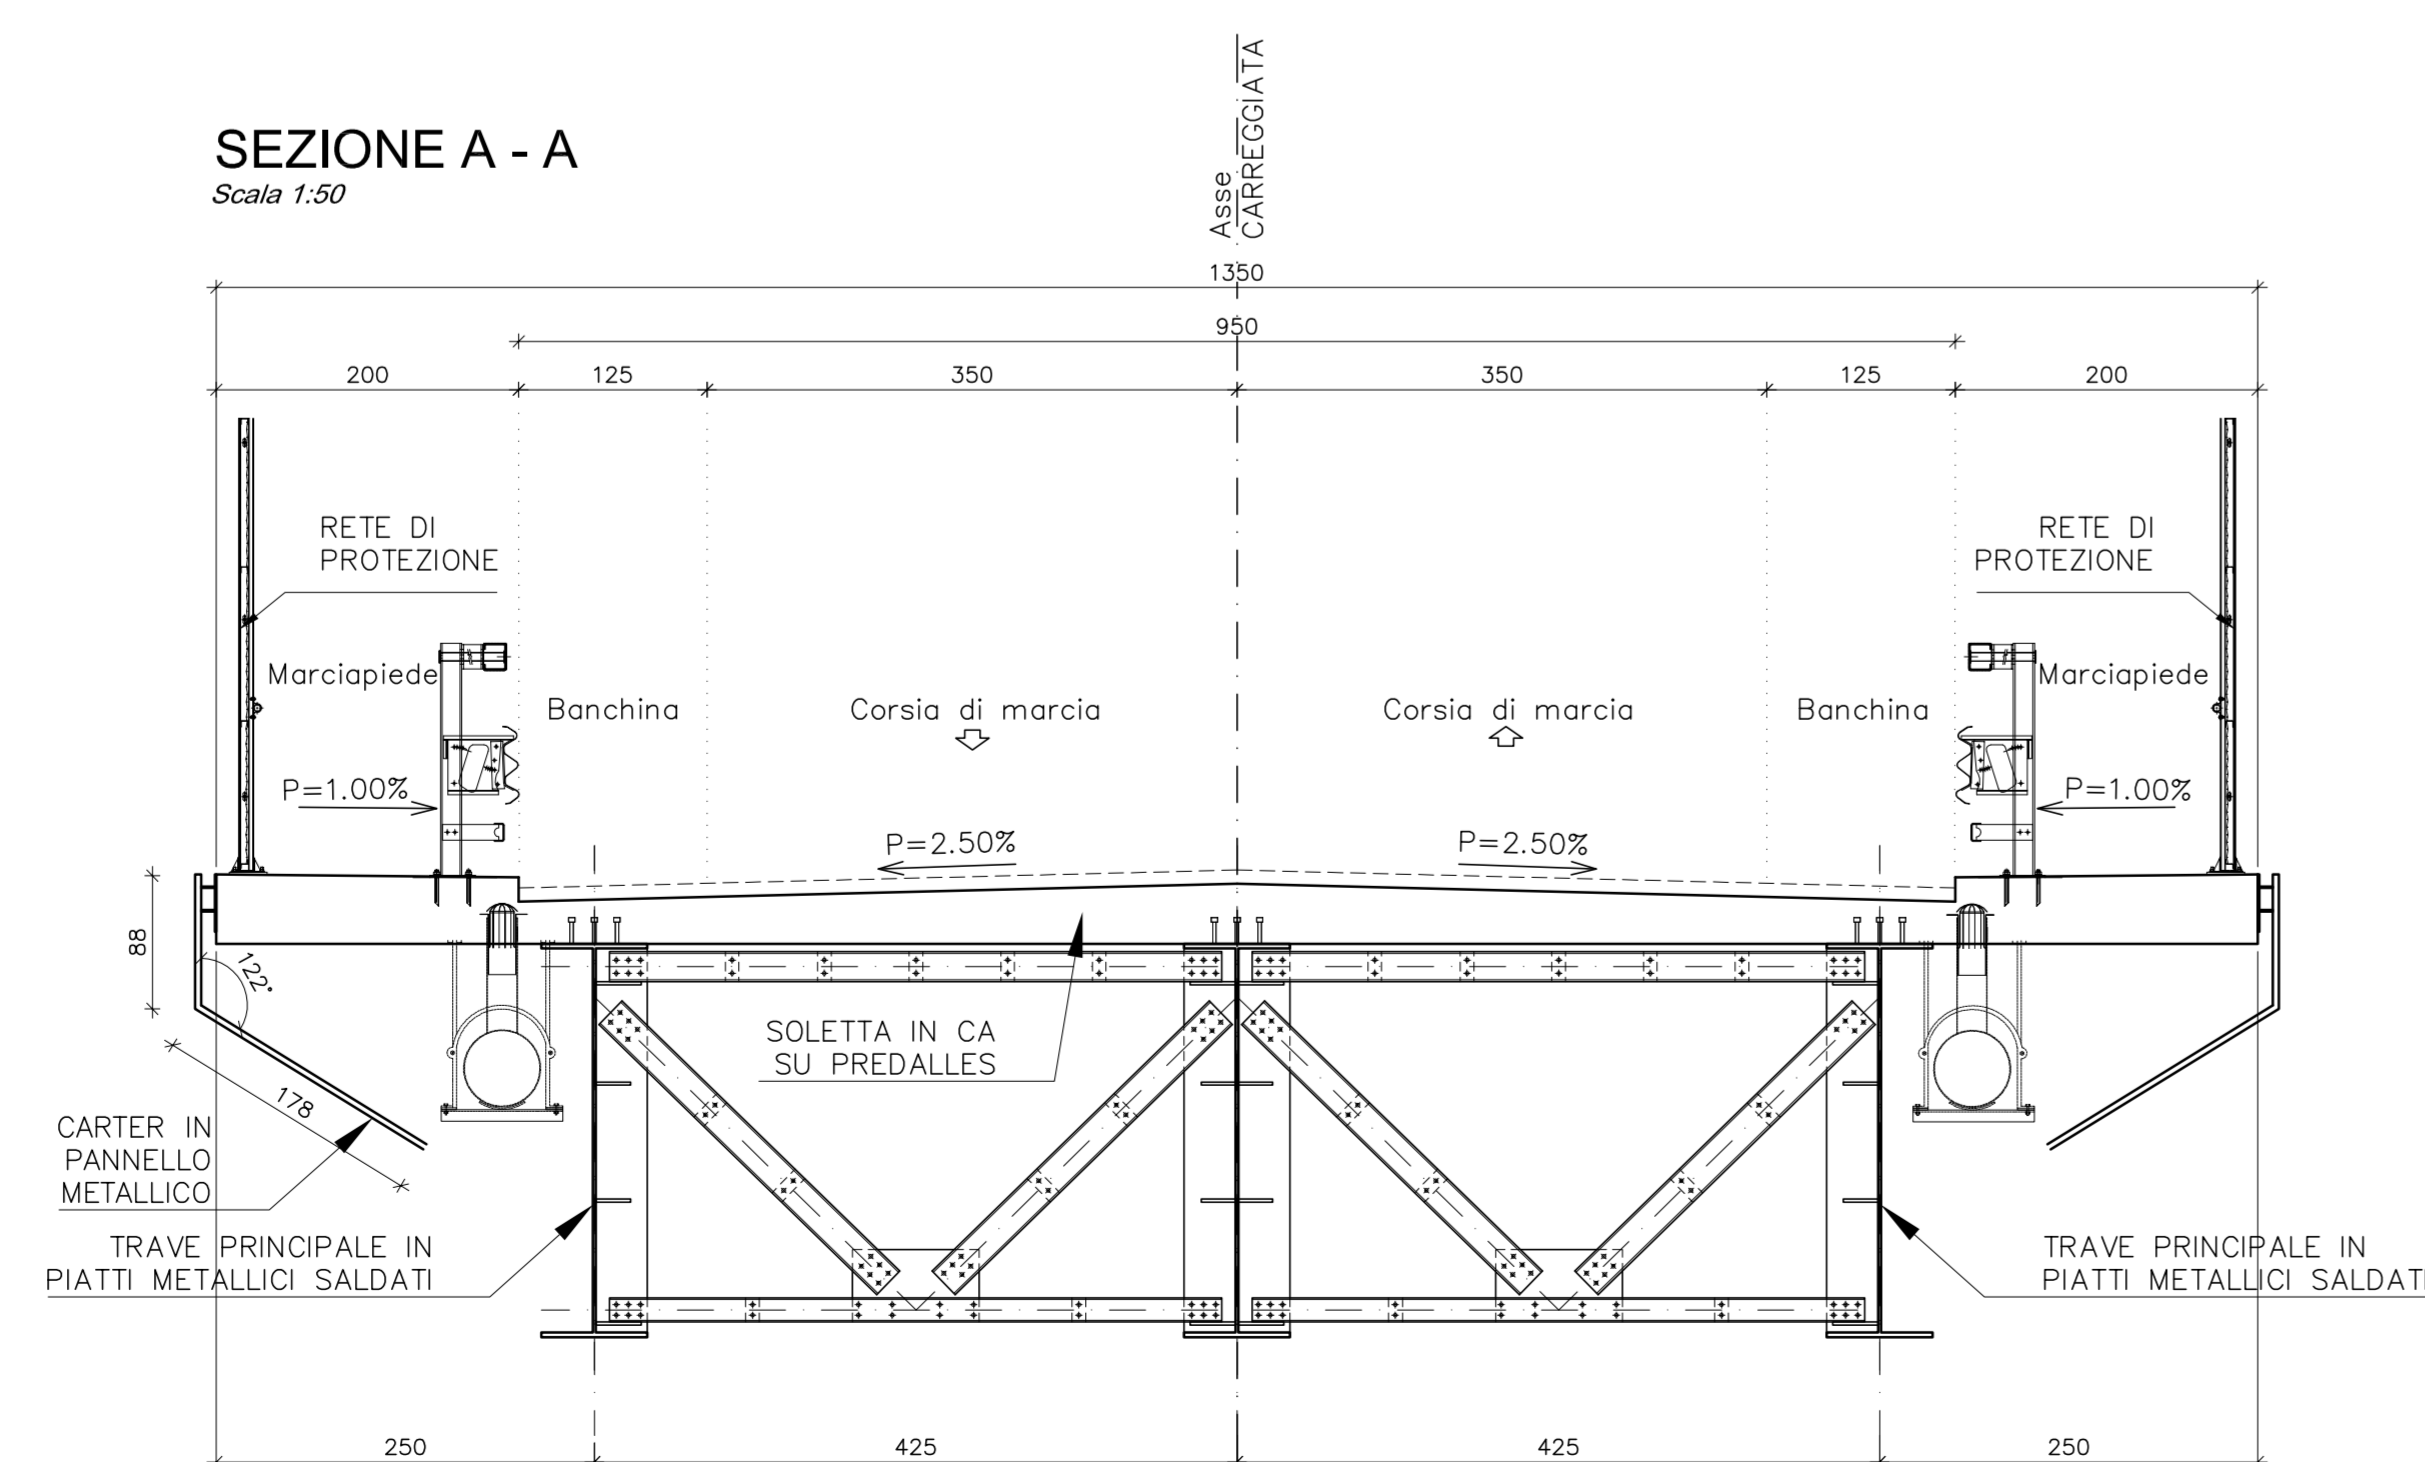 Asse
CARREGGIATA
SEZIONE A - A
Scala 1:50
1350
950
200
125
350
350
125
200
RETE DI
PROTEZIONE
RETE DI
PROTEZIONE
Marciapiede
Marciapiede
Banchina
Corsia di marcia
Corsia di marcia
Banchina
P=1.00%
P=1.00%
P=2.50%
P=2.50%
88
122°
SOLETTA IN CA
SU PREDALLES
178
CARTER IN
PANNELLO
METALLICO
TRAVE PRINCIPALE IN
PIATTI METALLICI SALDATI
TRAVE PRINCIPALE IN
PIATTI METALLICI SALDATI
250
425
425
250